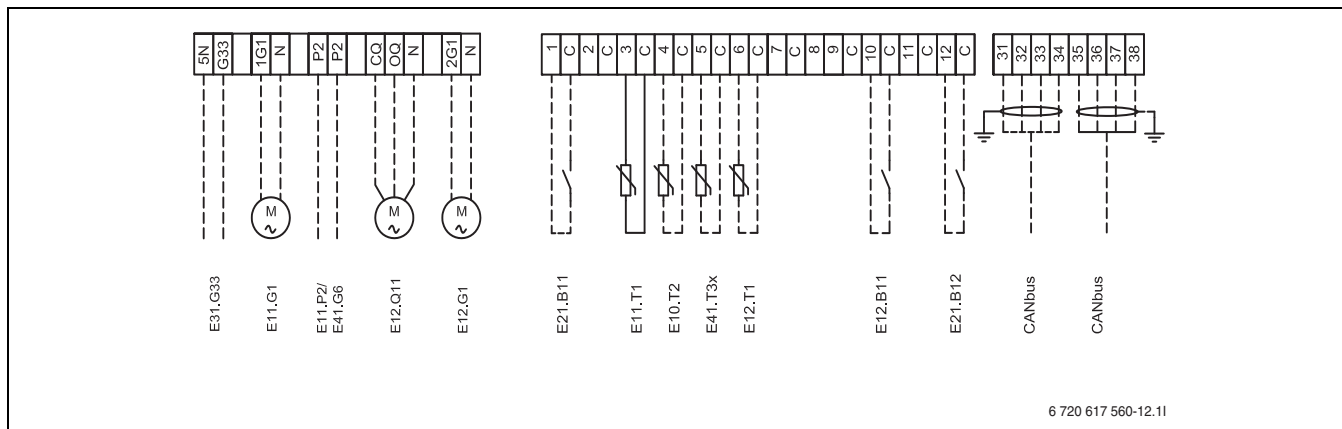 5N G33 1G1 N P2 P2 CQ OQ N 2G1 N
1 C 2 C 3 C 4 C 5 C 6 C 7 C 8 C 9 C 10 C 11 C 12 C
31 32 33 34 35 36 37 38
M
M
M
E31.G33
E11.G1
E11.P2/
E41.G6
E12.Q11
E12.G1
E21.B11
E11.T1
E10.T2
E41.T3x
E12.T1
E12.B11
E21.B12
CANbus
CANbus
6 720 617 560-12.1I